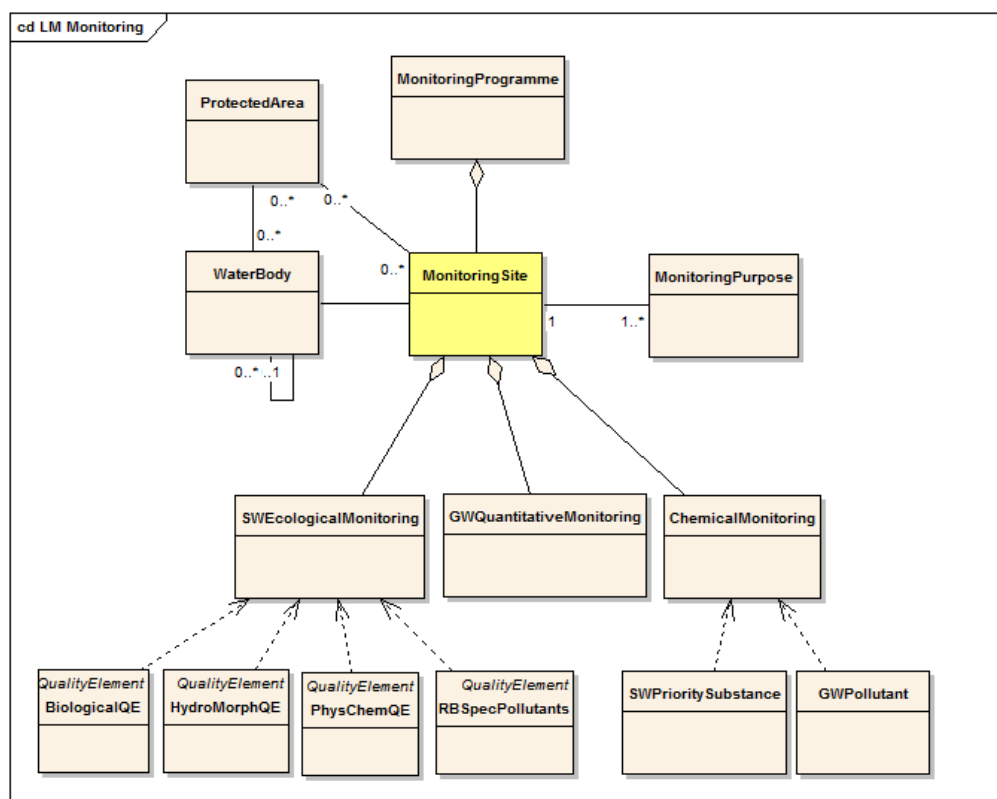 cd LM Monitoring
MonitoringProgramme
ProtectedArea
0..*
0..*
0..*
0..*
WaterBody
MonitoringSite
MonitoringPurpose
1
1..*
0..* ..1
SWEcologicalMonitoring
GWQuantitativeMonitoring
ChemicalMonitoring
QualityElement
BiologicalQE
QualityElement
HydroMorphQE
QualityElement
PhysChemQE
QualityElement
RBSpecPollutants
SWPrioritySubstance
GWPollutant